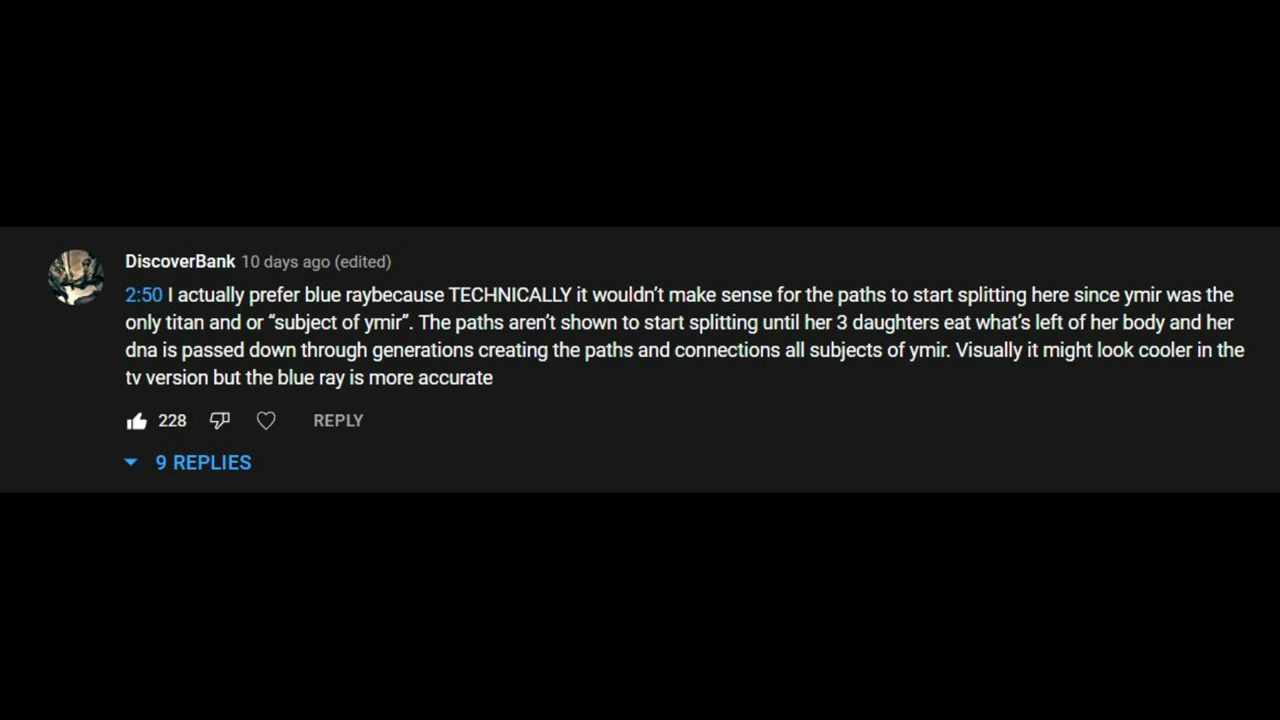 DiscoverBank 10 days ago (edited)
2:50 I actually prefer blue raybecause TECHNICALLY it wouldn’t make sense for the paths to start splitting here since ymir was the
only titan and or “subject of ymir”. The paths aren’t shown to start splitting until her 3 daughters eat what’s left of her body and her
dna is passed down through generations creating the paths and connections all subjects of ymir. Visually it might look cooler in the
tv version but the blue ray is more accurate
228 REPLY
9 REPLIES